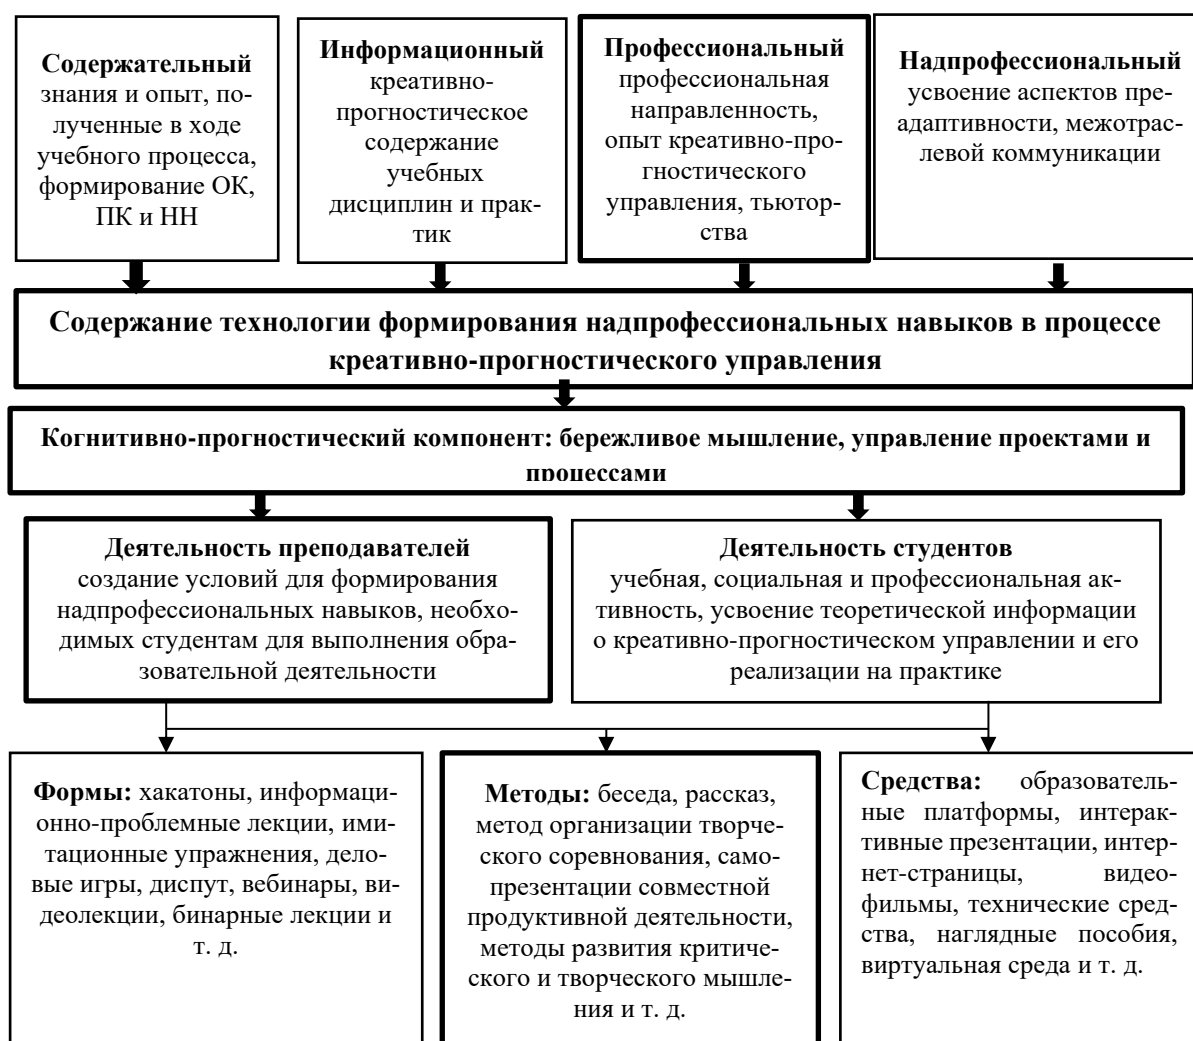 Содержательный
знания и опыт, по-
лученные в ходе
учебного процесса,
формирование ОК,
ПК и НН
Информационный
креативно-
прогностическое
содержание
учебных
дисциплин и прак-
тик
Профессиональный
профессиональная
направленность,
опыт креативно-про-
гностического
управления, тьютор-
ства
Надпрофессиональный
усвоение аспектов пре-
адаптивности, межотрас-
левой коммуникации
Содержание технологии формирования надпрофессиональных навыков в процессе
креативно-прогностического управления
Когнитивно-прогностический компонент: бережливое мышление, управление проектами и
процессами
Деятельность преподавателей
создание условий для формирования
надпрофессиональных навыков, необхо-
димых студентам для выполнения обра-
зовательной деятельности
Деятельность студентов
учебная, социальная и профессиональная ак-
тивность, усвоение теоретической информации
о креативно-прогностическом управлении и его
реализации на практике
Формы: хакатоны, информаци-
онно-проблемные лекции, ими-
тационные упражнения, дело-
вые игры, диспут, вебинары, ви-
деолекции, бинарные лекции и
т. д.
Методы: беседа, рассказ,
метод организации творче-
ского соревнования, само-
презентации совместной
продуктивной деятельности,
методы развития критиче-
ского и творческого мышле-
ния и т. д.
Средства: образователь-
ные платформы, интерак-
тивные презентации, интер-
нет-страницы, видео-
фильмы, технические сред-
ства, наглядные пособия,
виртуальная среда и т. д.